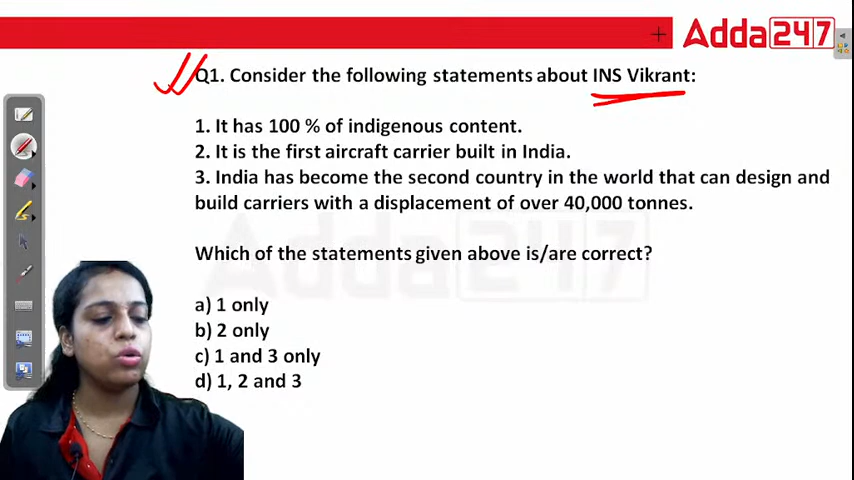 Adda247
Q1. Consider the following statements about INS Vikrant:
1. It has 100 % of indigenous content.
2. It is the first aircraft carrier built in India.
3. India has become the second country in the world that can design and
build carriers with a displacement of over 40,000 tonnes.
Adda247
Which of the statements given above is/are correct?
a) 1 only
b) 2 only
c) 1 and 3 only
d) 1, 2 and 3